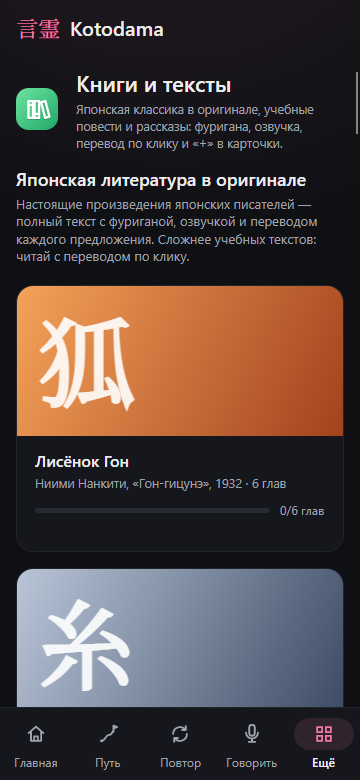 言霊 Kotodama
Книги и тексты
Японская классика в оригинале, учебные
повести и рассказы: фуригана, озвучка,
перевод по клику и «+» в карточки.
Японская литература в оригинале
Настоящие произведения японских писателей —
полный текст с фуриганой, озвучкой и переводом
каждого предложения. Сложнее учебных текстов:
читай с переводом по клику.
狐
Лисёнок Гон
Ниими Нанкити, «Гон-гицунэ», 1932 · 6 глав
0/6 глав
糸
Главная
Путь
Повтор
Говорить
Ещё